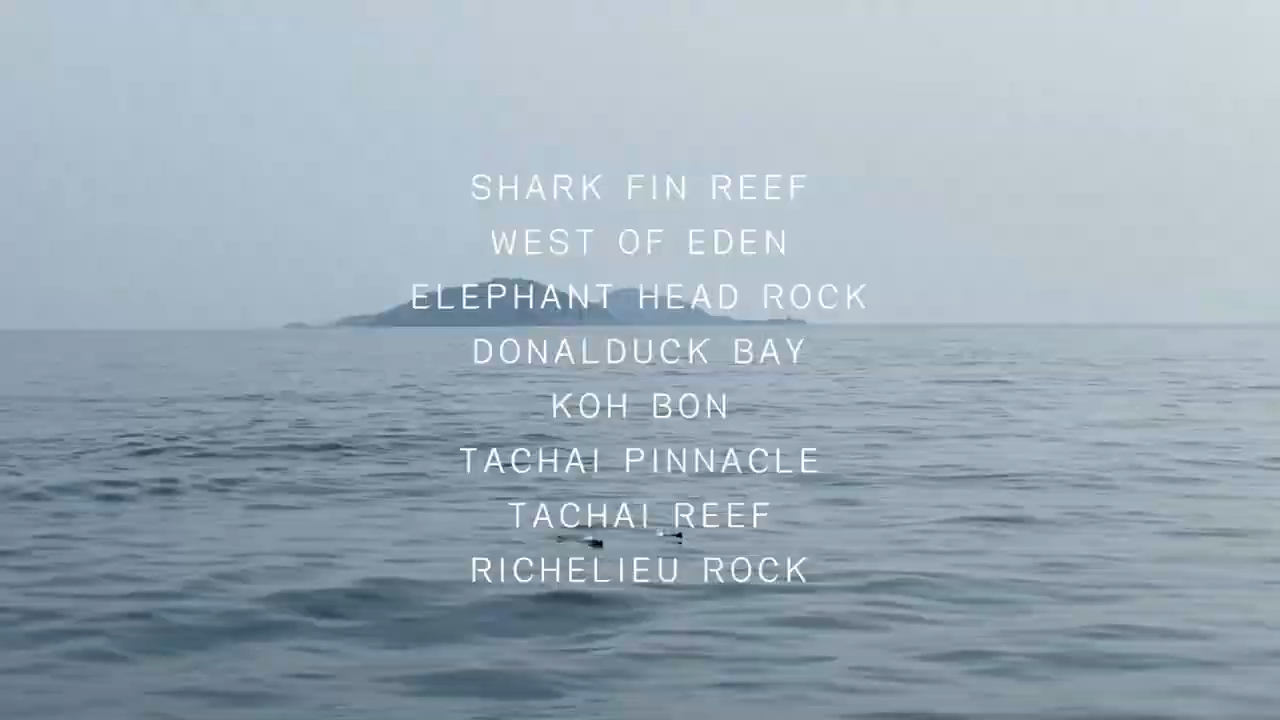 SHARK FIN REEF
WEST OF EDEN
ELEPHANT HEAD ROCK
DONALDUCK BAY
KOH BON
TACHAI PINNACLE
TACHAI REEF
RICHELIEU ROCK